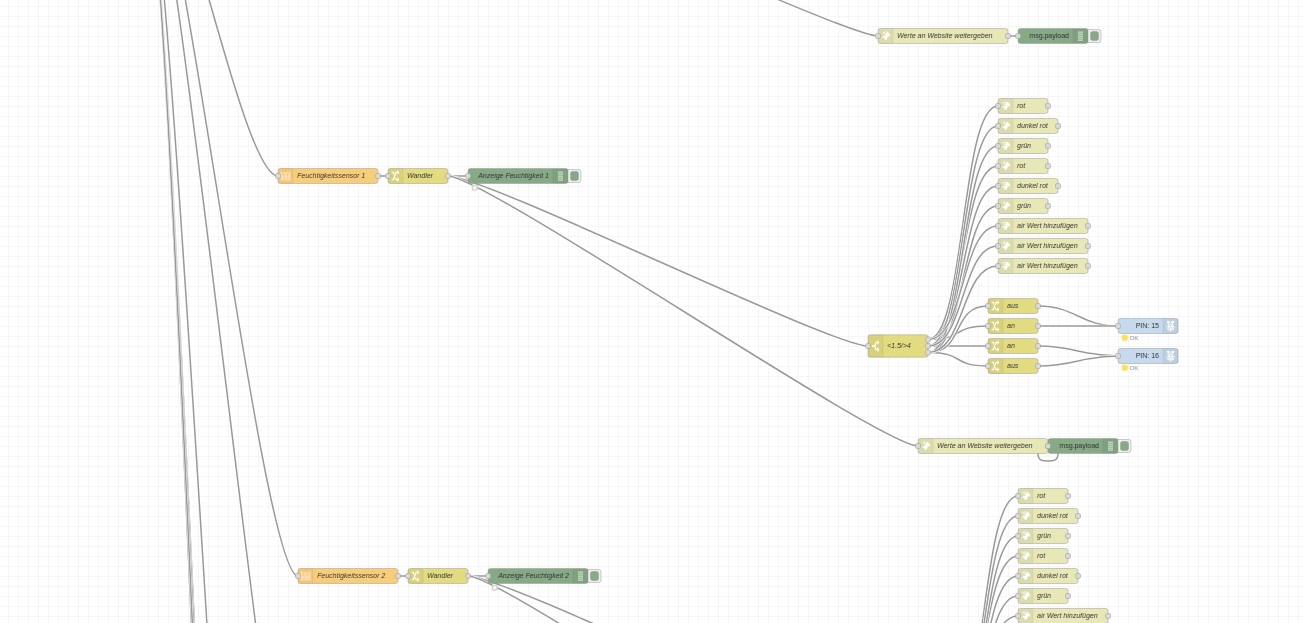 Werte an Website weitergeben
msg.payload
rot
dunkel rot
grün
rot
Feuchtigkeitssensor 1
Wandler
Anzeige Feuchtigkeit 1
dunkel rot
grün
air Wert hinzufügen
air Wert hinzufügen
air Wert hinzufügen
aus
an
PIN: 15
OK
<1.5/>4
an
PIN: 16
aus
OK
Werte an Website weitergeben
msg.payload
rot
dunkel rot
grün
rot
Feuchtigkeitssensor 2
Wandler
Anzeige Feuchtigkeit 2
dunkel rot
grün
air Wert hinzufügen